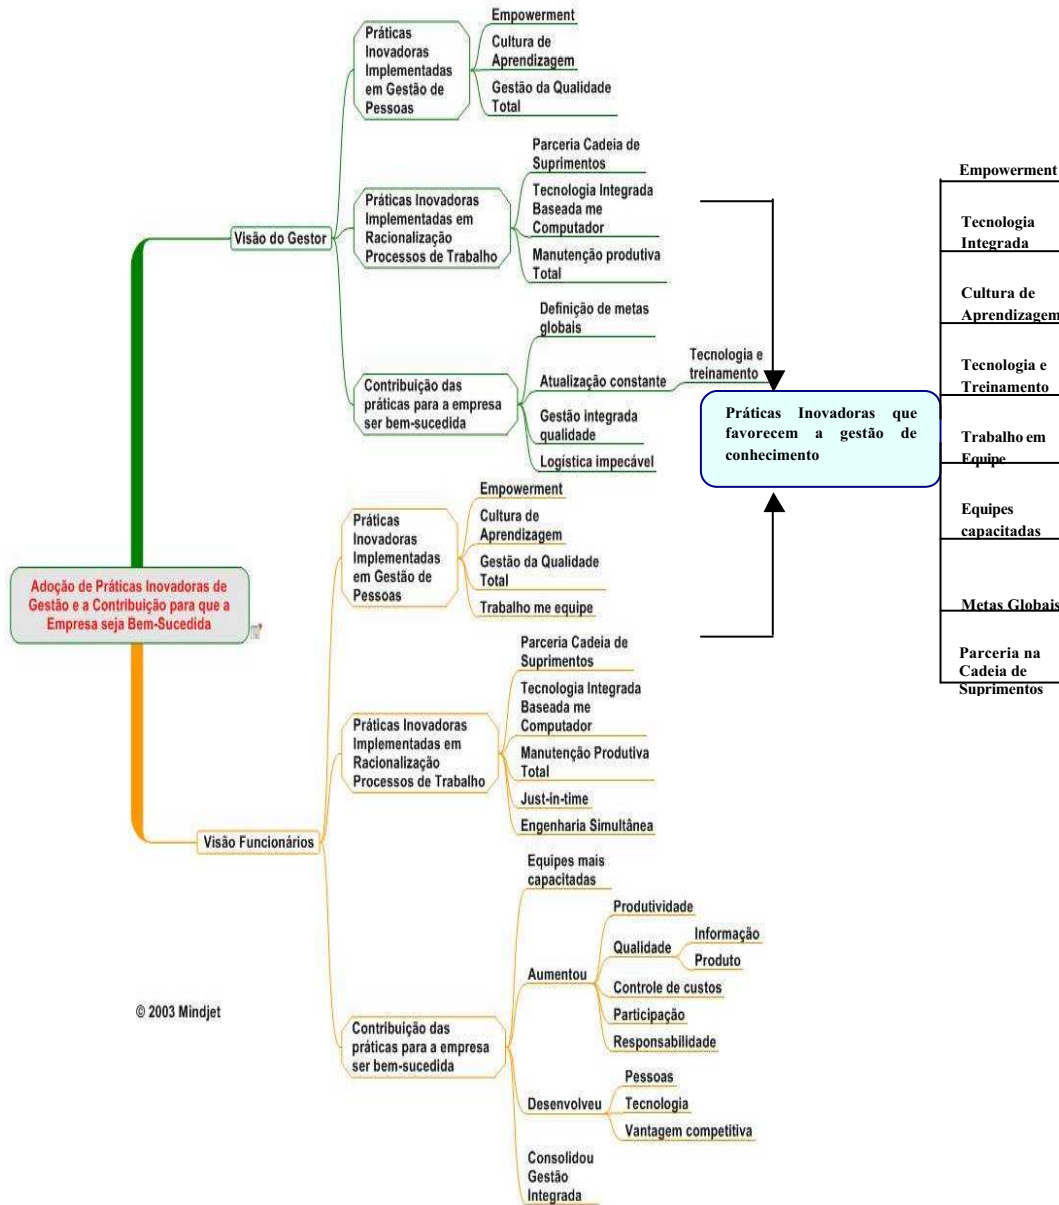 Adoção de Práticas Inovadoras de
Gestão e a Contribuição para que a
Empresa seja Bem-Sucedida
Visão do Gestor
Práticas
Inovadoras
Implementadas
em Gestão de
Pessoas
Empowerment
Cultura de
Aprendizagem
Gestão da Qualidade
Total
Práticas Inovadoras
Implementadas em
Racionalização
Processos de Trabalho
Parceria Cadeia de
Suprimentos
Tecnologia Integrada
Baseada me
Computador
Manutenção produtiva
Total
Contribuição das
práticas para a empresa
ser bem-sucedida
Definição de metas
globais
Atualização constante
Tecnologia e
treinamento
Gestão integrada
qualidade
Logística impecável
Visão Funcionários
Práticas
Inovadoras
Implementadas
em Gestão de
Pessoas
Empowerment
Cultura de
Aprendizagem
Gestão da Qualidade
Total
Trabalho me equipe
Práticas Inovadoras
Implementadas em
Racionalização
Processos de Trabalho
Parceria Cadeia de
Suprimentos
Tecnologia Integrada
Baseada me
Computador
Manutenção Produtiva
Total
Just-in-time
Engenharia Simultânea
Contribuição das
práticas para a empresa
ser bem-sucedida
Equipes mais
capacitadas
Aumentou
Produtividade
Qualidade
Informação
Produto
Controle de custos
Participação
Responsabilidade
Desenvolveu
Pessoas
Tecnologia
Vantagem competitiva
Consolidou
Gestão
Integrada
© 2003 Mindjet
Práticas Inovadoras que
favorecem a gestão de
conhecimento
Empowerment
Tecnologia
Integrada
Cultura de
Aprendizagem
Tecnologia e
Treinamento
Trabalho em
Equipe
Equipes
capacitadas
Metas Globais
Parceria na
Cadeia de
Suprimentos